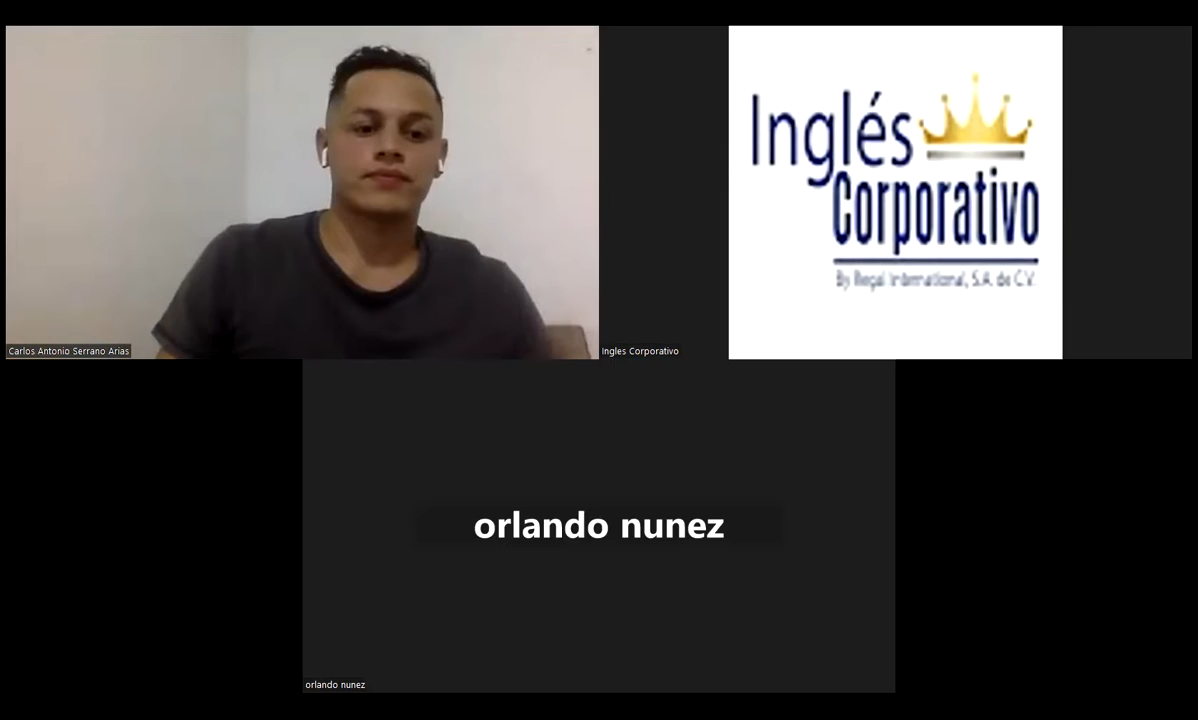 Inglés
Corporativo
By Regal International, S.A. de C.V.
Carlos Antonio Serrano Arias
Ingles Corporativo
orlando nunez
orlando nunez